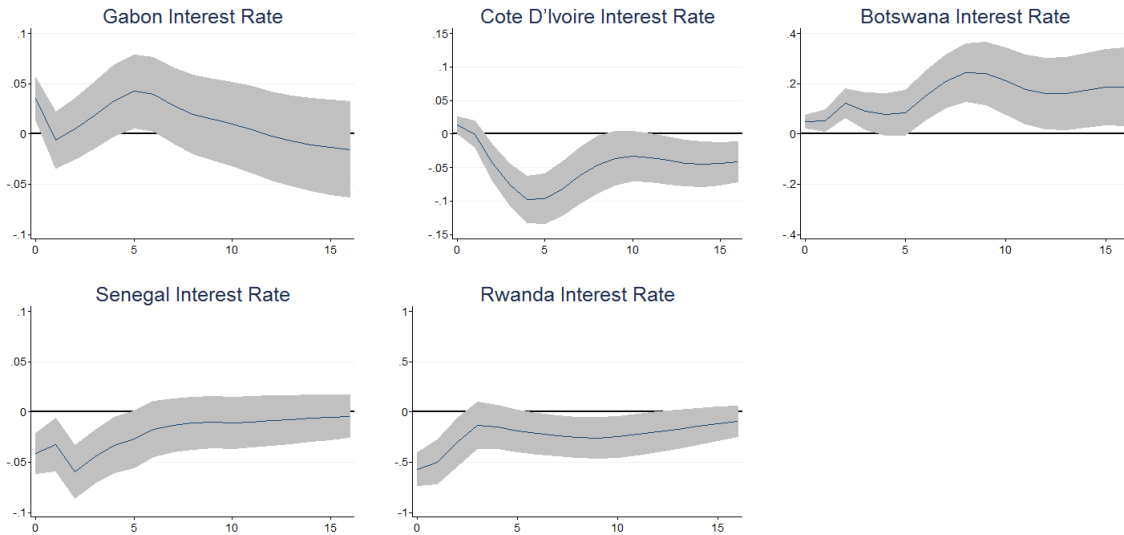 Gabon Interest Rate
.1
.05
0
-.05
-.1
0 5 10 15
Cote D'Ivoire Interest Rate
.15
.1
.05
0
-.05
-.1
-.15
0 5 10 15
Botswana Interest Rate
.4
.2
0
-.2
-.4
0 5 10 15
Senegal Interest Rate
.1
.05
0
-.05
-.1
0 5 10 15
Rwanda Interest Rate
1
.5
0
-.5
-1
0 5 10 15